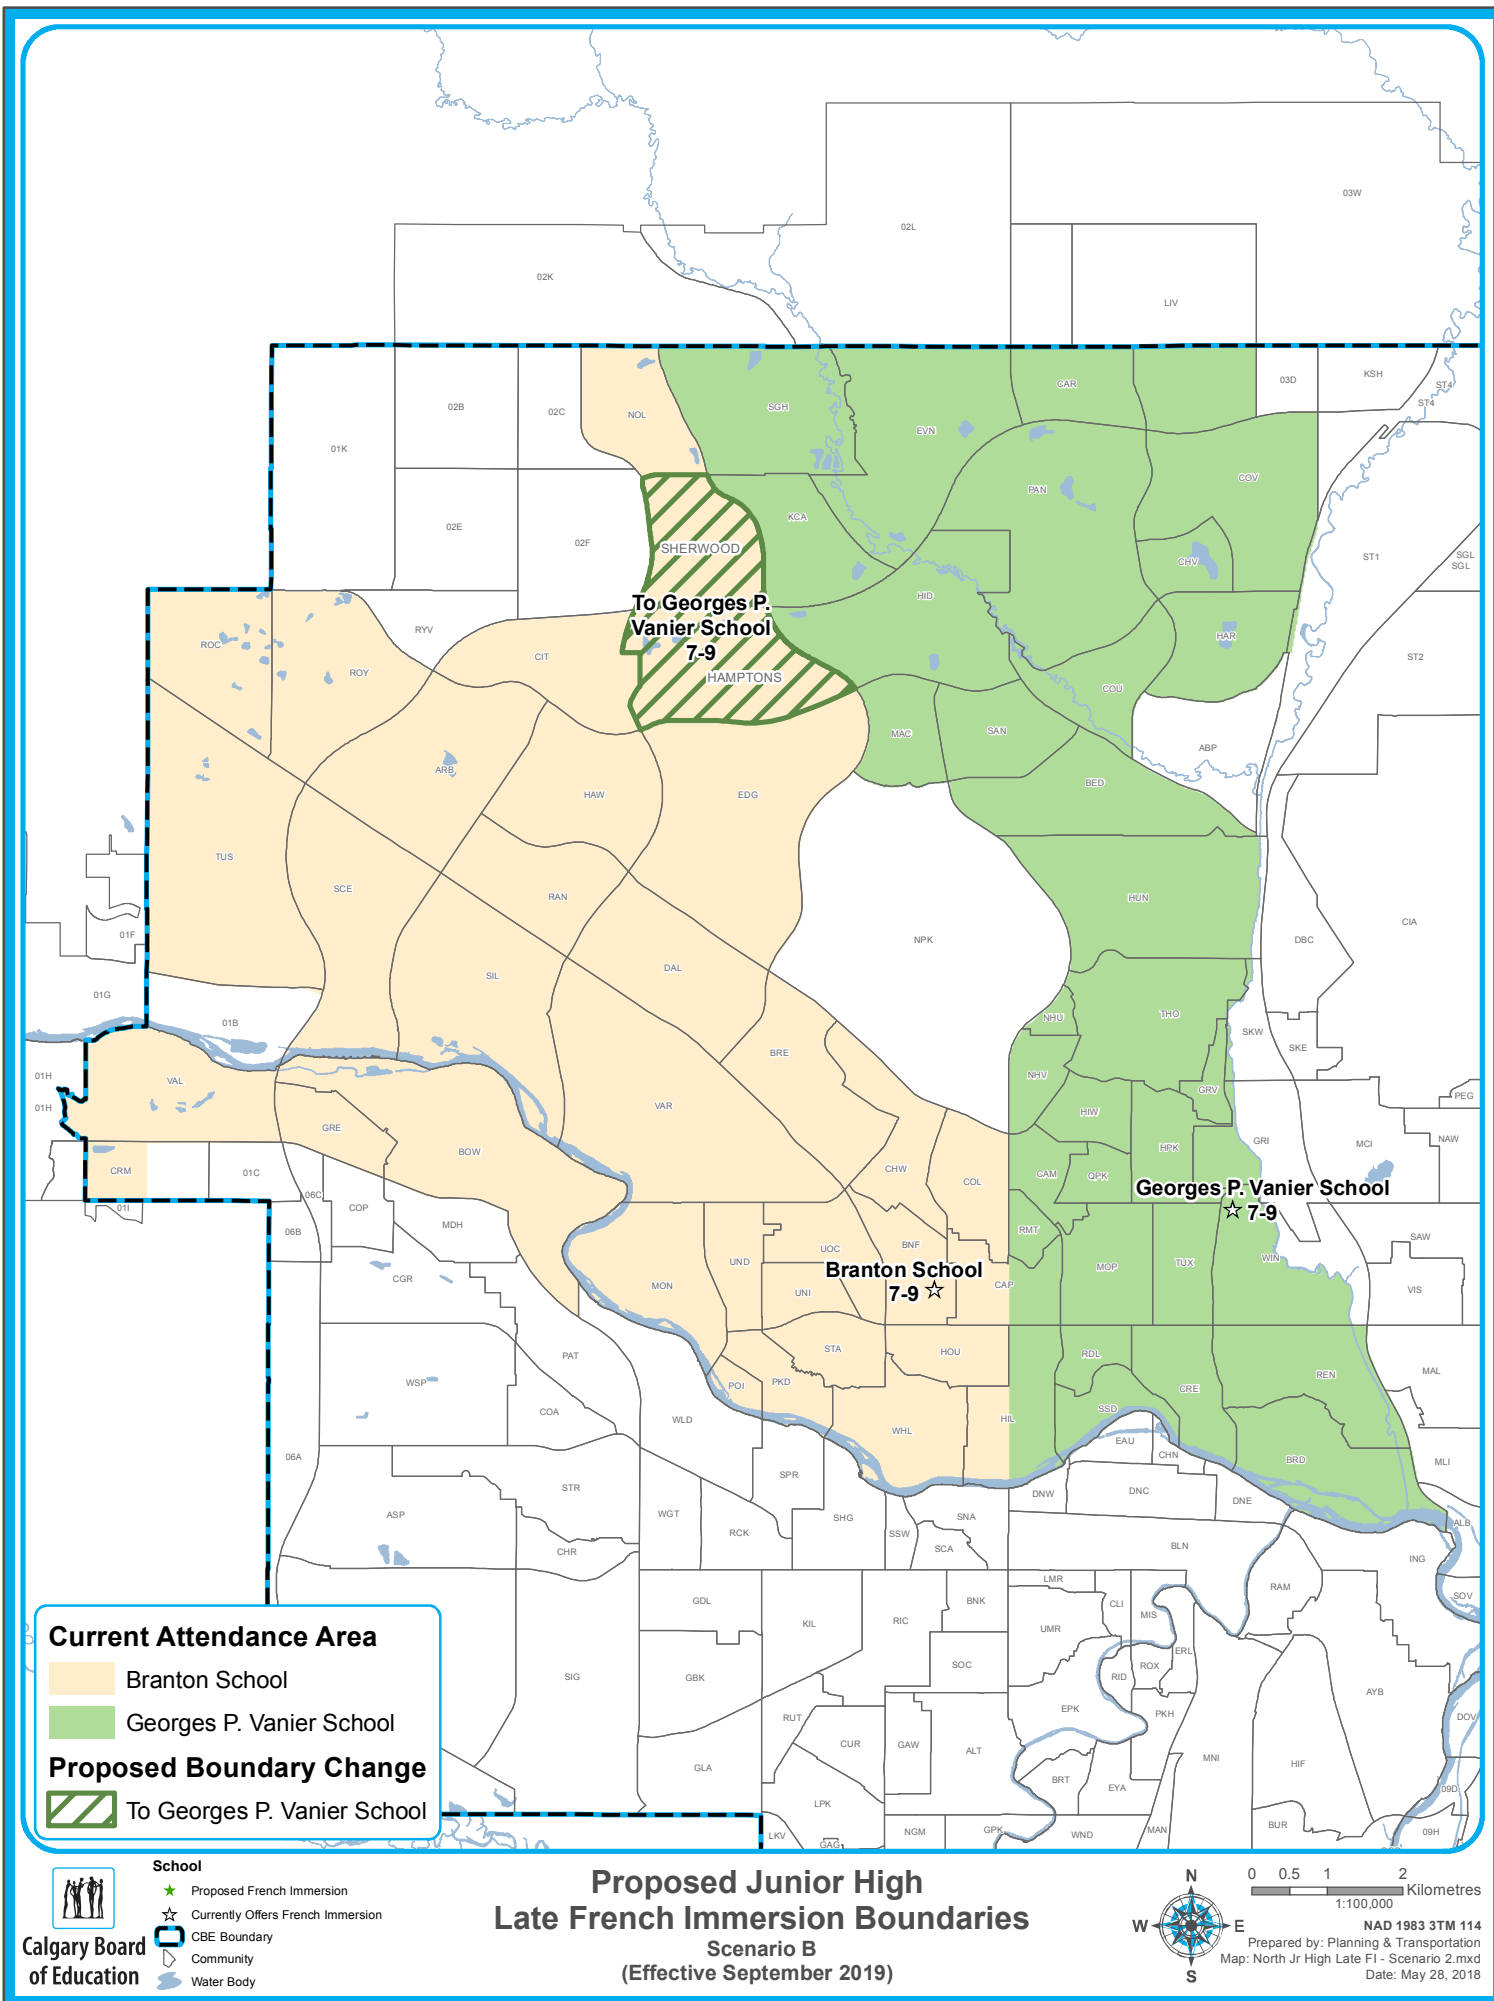 03W
02L
02K
LIV
03D
KSH
ST4
ST4
CAR
SGH
NOL
02B
02C
EVN
01K
COV
PAN
KCA
02E
02F
SHERWOOD
CHV
ST1
SGL
SGL
HID
To Georges P.
Vanier School
7-9
HAMPTONS
RYV
ROC
ROY
CIT
HAR
ST2
COU
MAC
SAN
ABP
ARB
HAW
EDG
BED
TUS
SCE
RAN
HUN
CIA
01F
NPK
DBC
SIL
DAL
01G
01B
NHU
THO
SKW
SKE
BRE
01H
VAL
NHV
GRV
PEG
01H
VAR
HIW
GRE
BOW
HPK
GRI
MCI
NAW
CRM
01C
CHW
COL
CAM
QPK
Georges P. Vanier School
7-9
01I
06C
COP
MDH
06B
RMT
SAW
CGR
UOC
BNF
UND
WIN
Branton School
7-9
MOP
TUX
MON
UNI
CAP
VIS
PAT
STA
HOU
RDL
REN
MAL
WSP
POI
PKD
CRE
COA
WLD
WHL
HIL
SSD
EAU
CHN
BRD
MLI
06A
SPR
STR
DNW
DNC
DNE
ASP
WGT
RCK
SHG
SSW
SNA
SCA
ALB
CHR
BLN
ING
LMR
RAM
SOV
GDL
KIL
RIC
BNK
CLI
MIS
UMR
ERL
SIG
GBK
SOC
RID
ROX
AYB
RUT
EPK
PKH
DOV
CUR
GAW
ALT
MNI
HIF
GLA
BRT
EYA
09D
LPK
LKV
GAG
NGM
GPK
WND
MAN
BUR
09H
Current Attendance Area
Branton School
Georges P. Vanier School
Proposed Boundary Change
To Georges P. Vanier School
School
Proposed French Immersion
Currently Offers French Immersion
CBE Boundary
Community
Water Body
Calgary Board
of Education
Proposed Junior High
Late French Immersion Boundaries
Scenario B
(Effective September 2019)
N
W E
S
0 0.5 1 2
Kilometres
1:100,000
NAD 1983 3TM 114
Prepared by: Planning & Transportation
Map: North Jr High Late FI - Scenario 2.mxd
Date: May 28, 2018